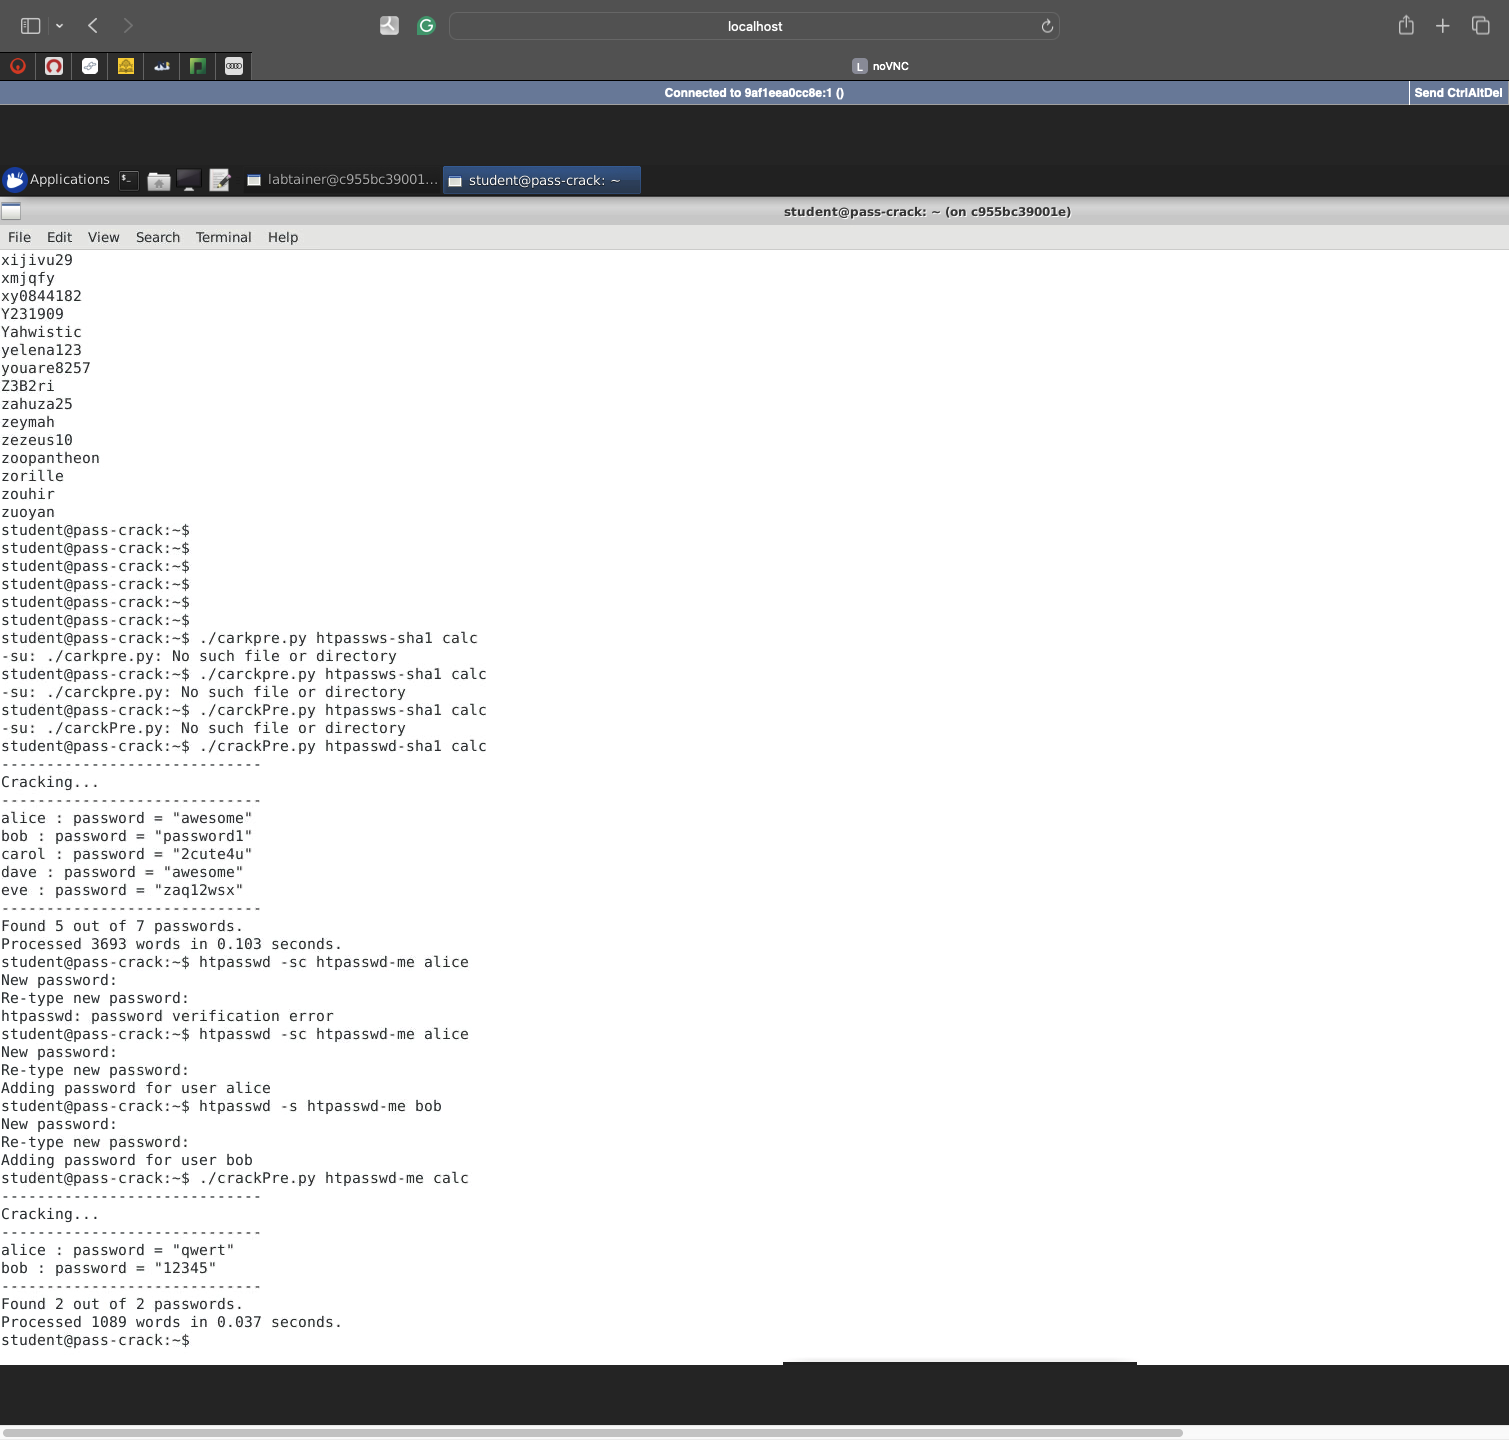 localhost
L noVNC
Connected to 9af1eea0cc8e:1 ()
Send CtrlAltDel
Applications
labtainer@c955bc39001...
student@pass-crack: ~
student@pass-crack: ~ (on c955bc39001e)
File Edit View Search Terminal Help
xijivu29
xmjqfy
xy0844182
Y231909
Yahwistic
yelena123
youare8257
Z3B2ri
zahuza25
zeymah
zezeus10
zoopantheon
zorille
zouhir
zuoyan
student@pass-crack:~$
student@pass-crack:~$
student@pass-crack:~$
student@pass-crack:~$
student@pass-crack:~$
student@pass-crack:~$
student@pass-crack:~$ ./carkpre.py htpassws-sha1 calc
-su: ./carkpre.py: No such file or directory
student@pass-crack:~$ ./carckpre.py htpassws-sha1 calc
-su: ./carckpre.py: No such file or directory
student@pass-crack:~$ ./carckPre.py htpassws-sha1 calc
-su: ./carckPre.py: No such file or directory
student@pass-crack:~$ ./crackPre.py htpasswd-sha1 calc
-----------------------------
Cracking...
-----------------------------
alice : password = "awesome"
bob : password = "password1"
carol : password = "2cute4u"
dave : password = "awesome"
eve : password = "zaq12wsx"
-----------------------------
Found 5 out of 7 passwords.
Processed 3693 words in 0.103 seconds.
student@pass-crack:~$ htpasswd -sc htpasswd-me alice
New password:
Re-type new password:
htpasswd: password verification error
student@pass-crack:~$ htpasswd -sc htpasswd-me alice
New password:
Re-type new password:
Adding password for user alice
student@pass-crack:~$ htpasswd -s htpasswd-me bob
New password:
Re-type new password:
Adding password for user bob
student@pass-crack:~$ ./crackPre.py htpasswd-me calc
-----------------------------
Cracking...
-----------------------------
alice : password = "qwert"
bob : password = "12345"
-----------------------------
Found 2 out of 2 passwords.
Processed 1089 words in 0.037 seconds.
student@pass-crack:~$